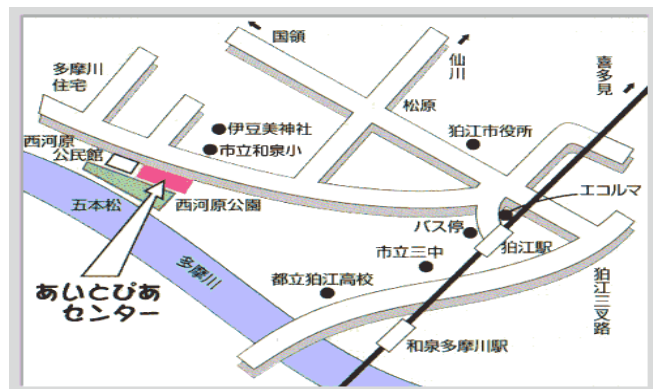 国領
仙川
喜多見
多摩川
住宅
松原
伊豆美神社
狛江市役所
西河原
公民館
市立和泉小
エコルマ
五本松
西河原公園
バス停
狛江駅
市立三中
多摩川
都立狛江高校
狛江三叉路
あいとぴあ
センター
和泉多摩川駅